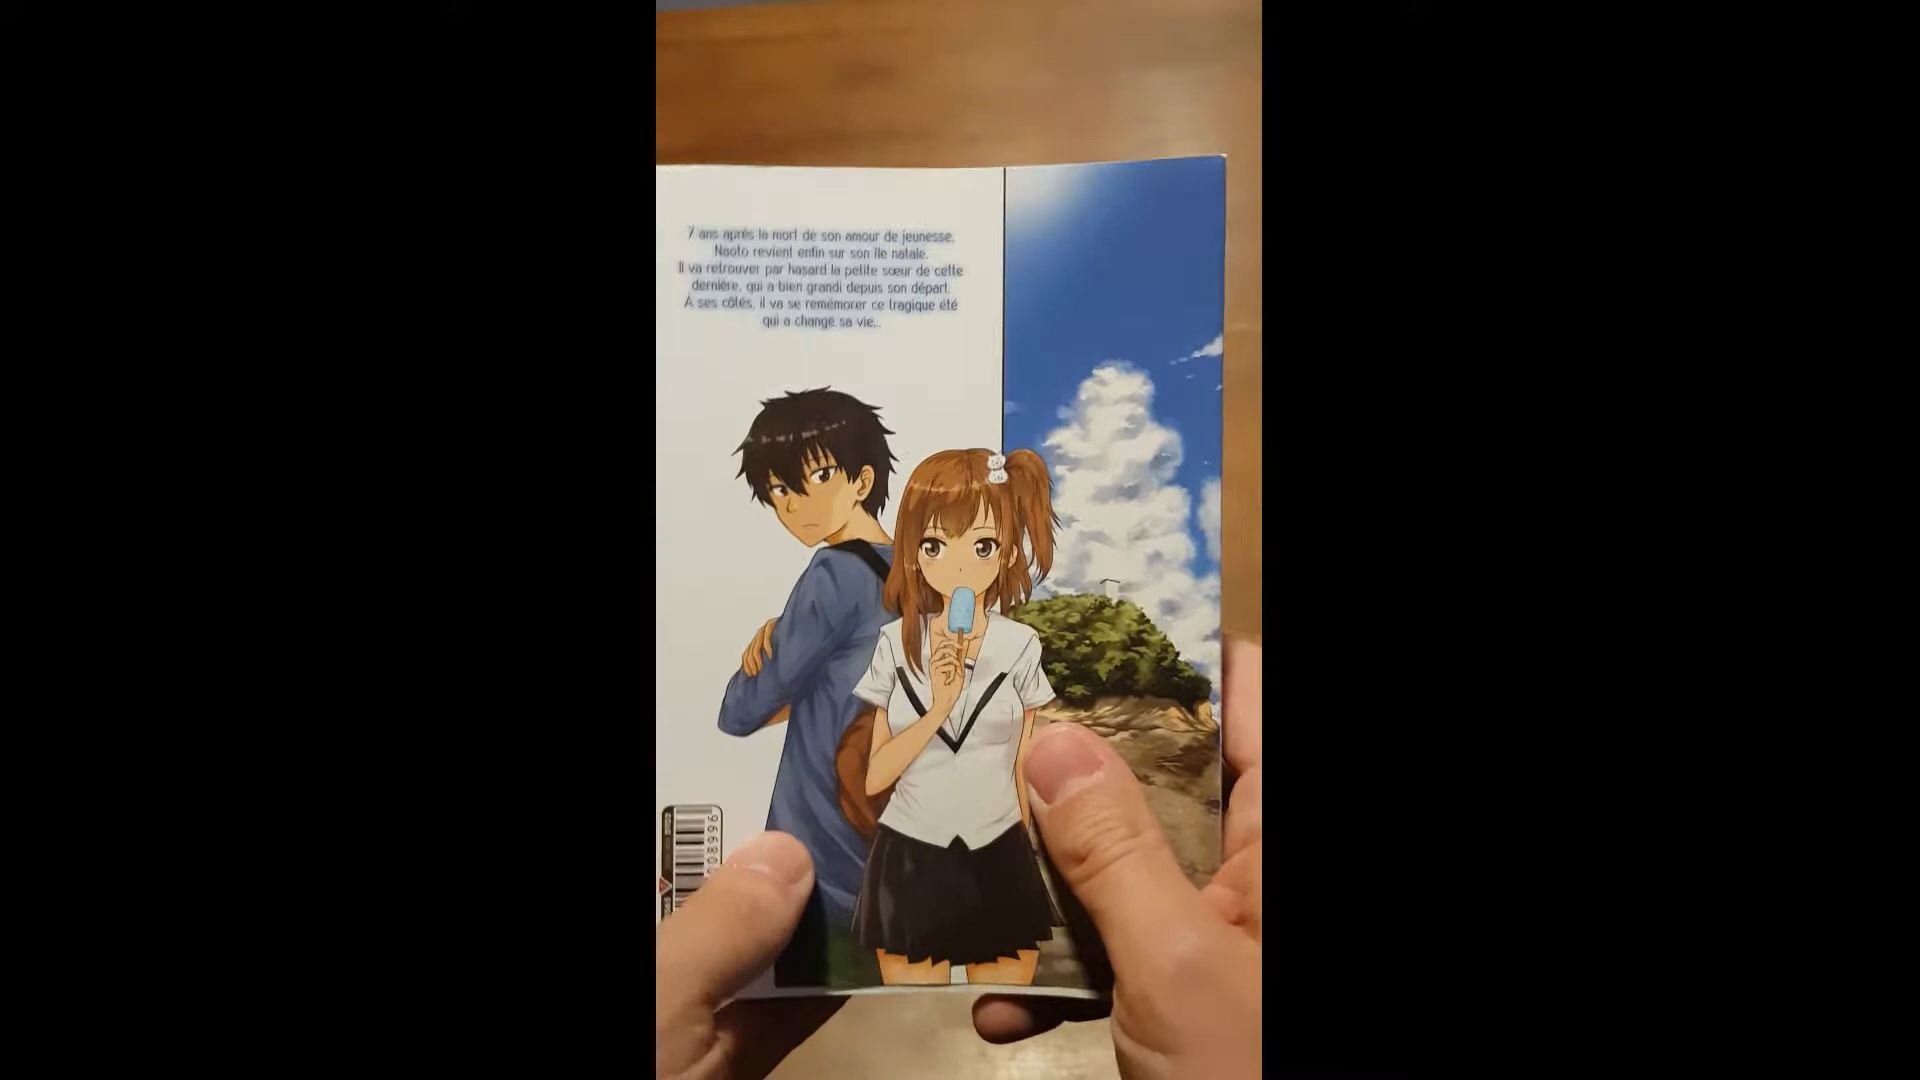 7 ans après la mort de son amour de jeunesse,
Naoto revient enfin sur son île natale.
Il va retrouver par hasard la petite sœur de cette
dernière, qui a bien grandi depuis son départ.
À ses côtés, il va se remémorer ce tragique été
qui a changé sa vie...
08996